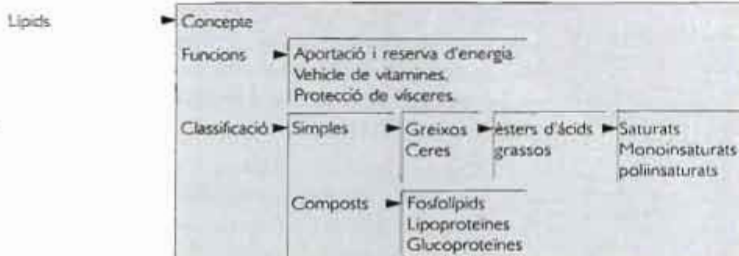 Lípids ► Concepte
Funcions ► Aportació i reserva d'energia.
Vehicle de vitamines.
Protecció de vísceres.
Classificació ► Simples ► Greixos ► èsters d'àcids ► Saturats
Ceres grassos Monoinsaturats
poliinsaturats
Composts ► Fosfolípids
Lipoproteïnes
Glucoproteïnes